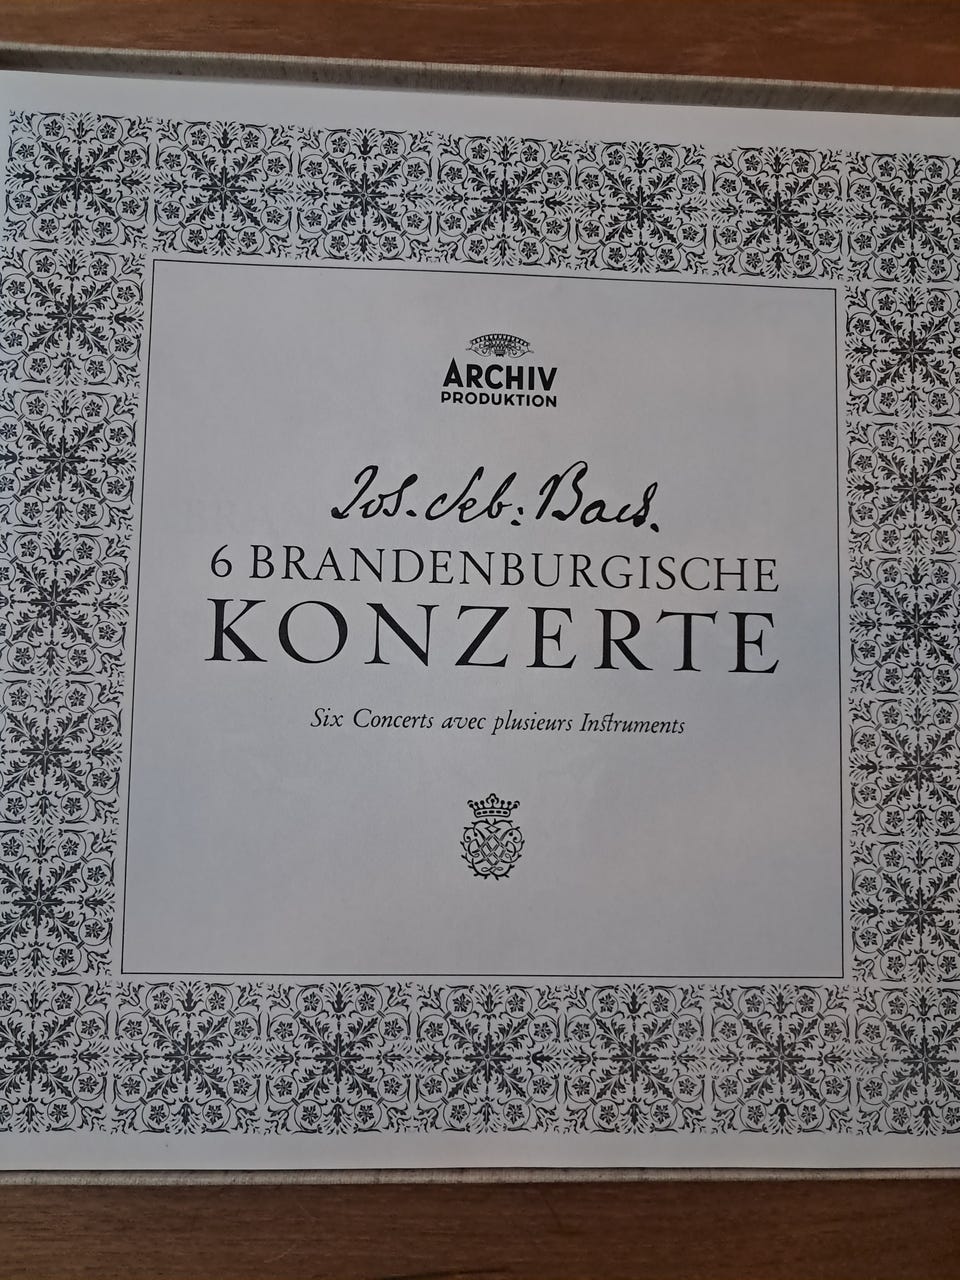 ARCHIV
PRODUKTION
Joh. Seb: Bach.
6 BRANDENBURGISCHE
KONZERTE
Six Concerts avec plusieurs Instruments